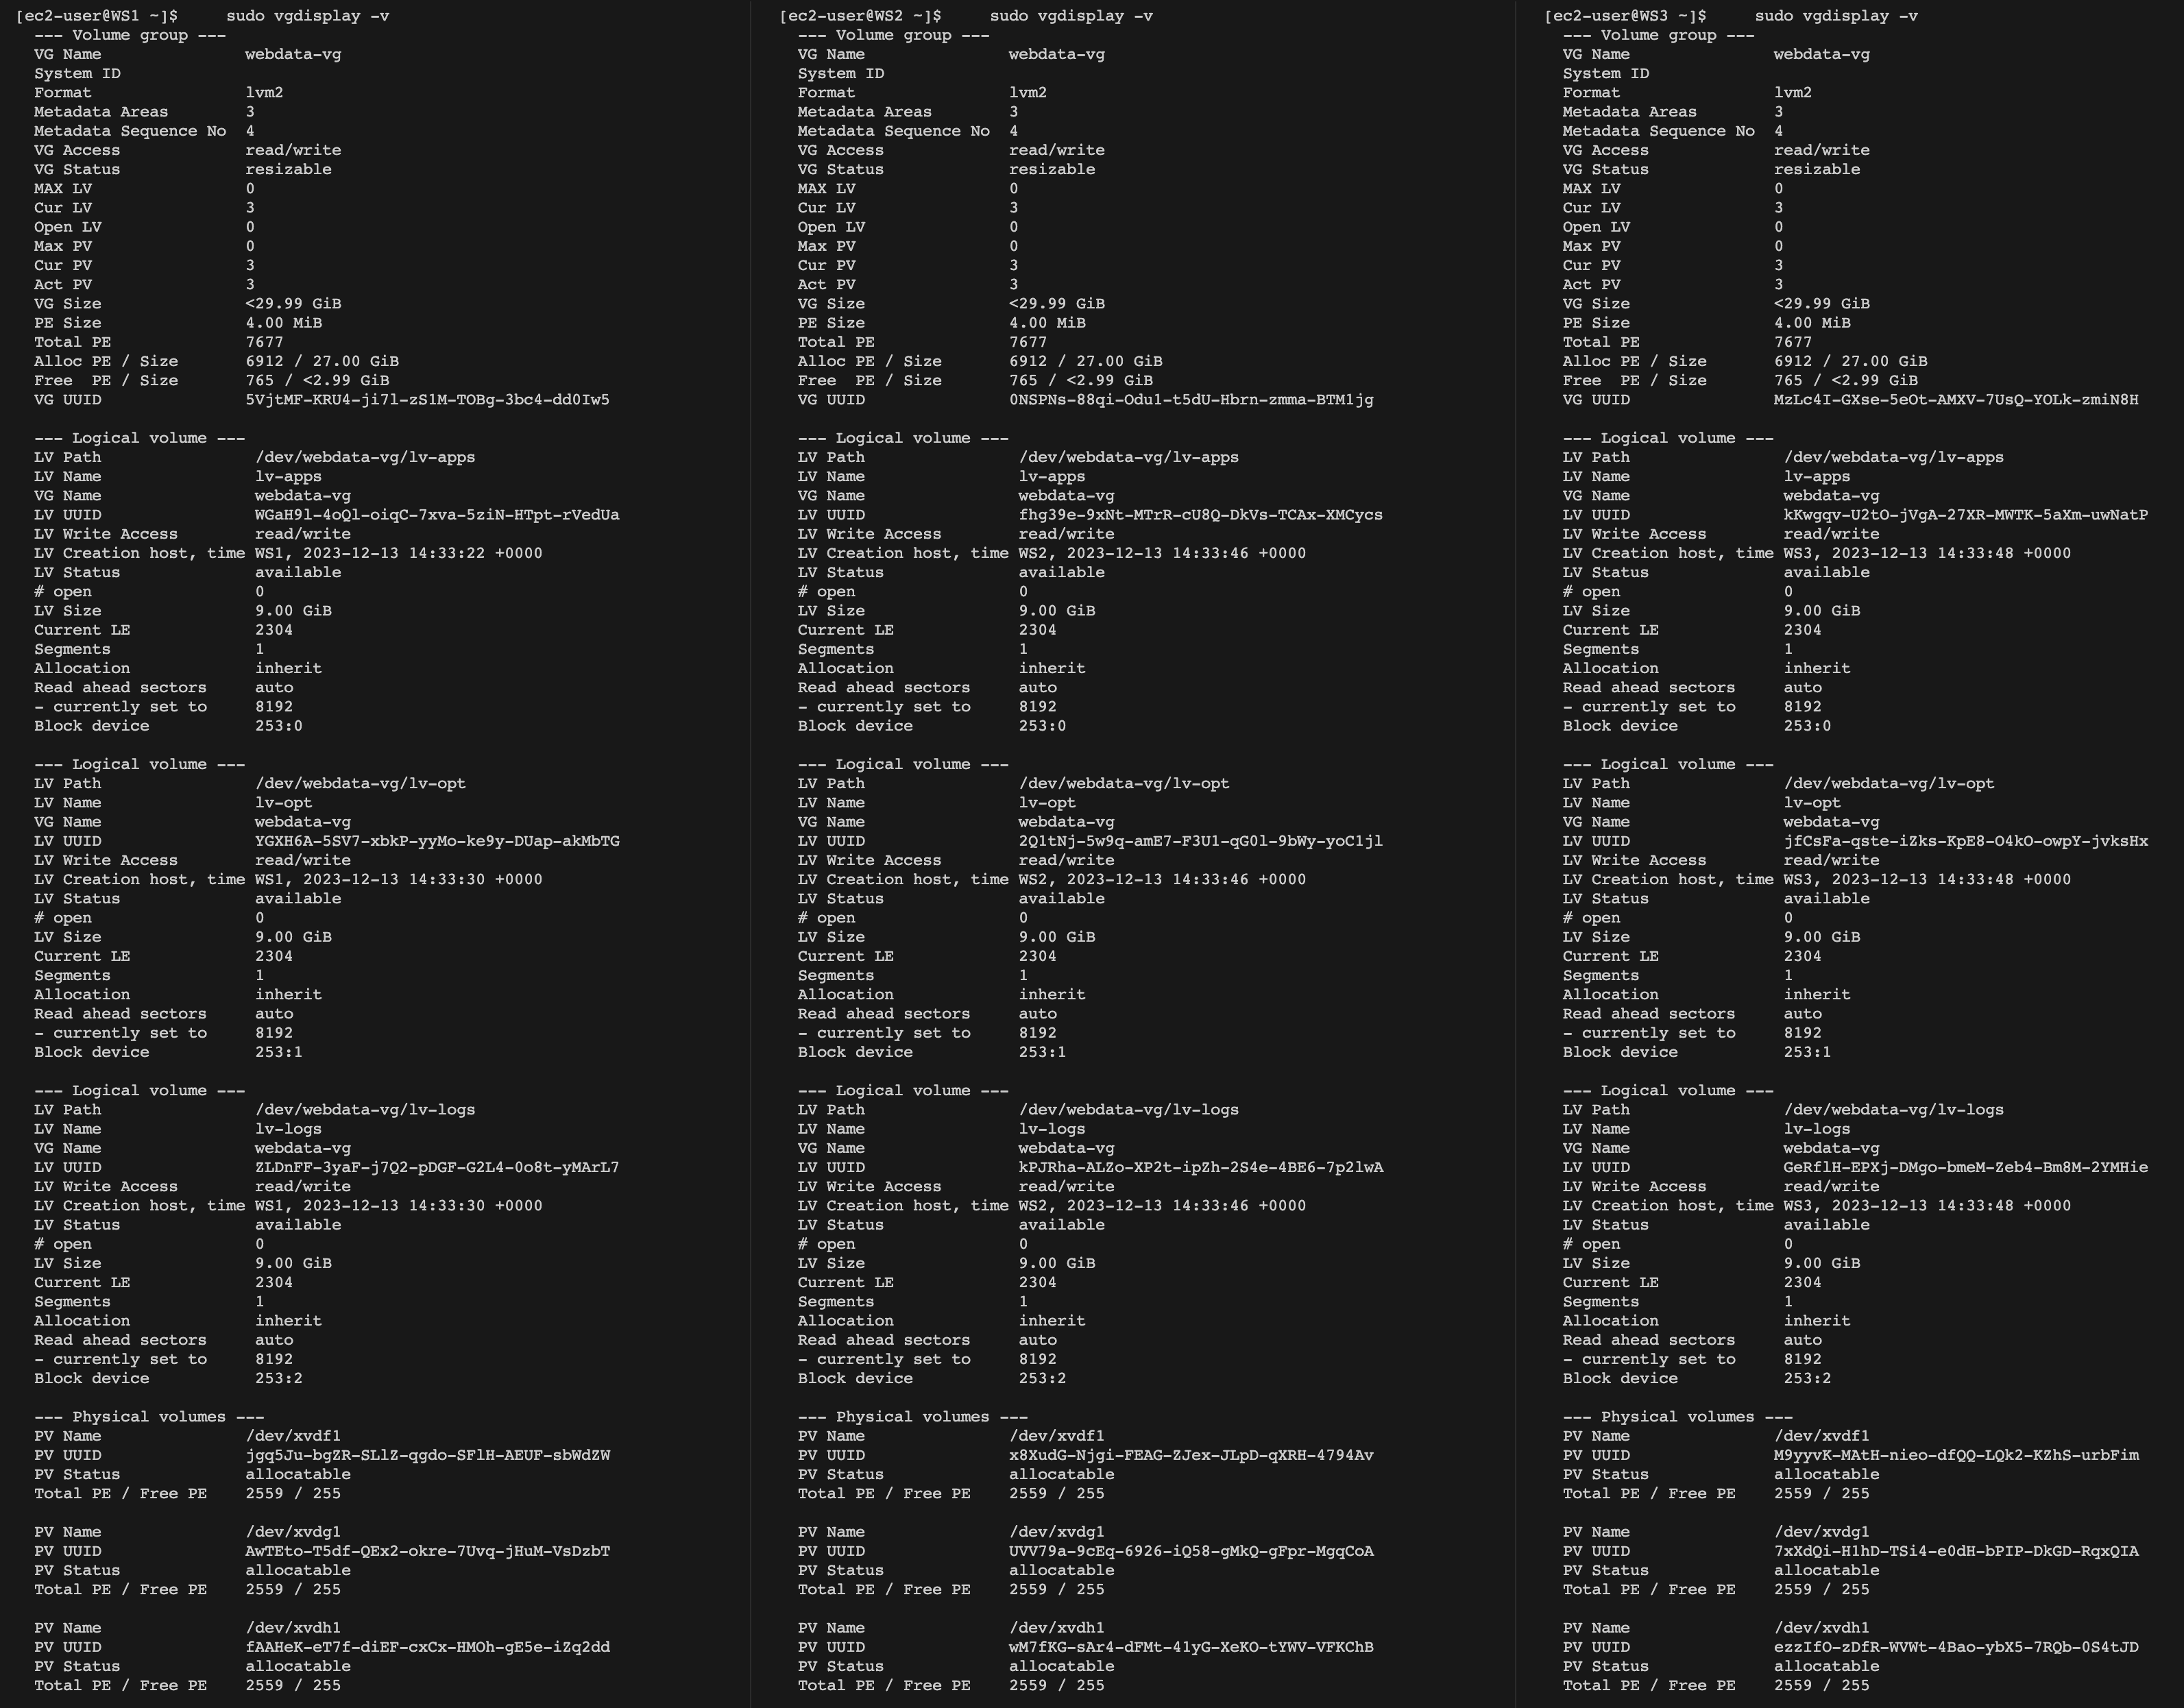 [ec2-user@WS1 ~]$     sudo vgdisplay -v
  --- Volume group ---
  VG Name               webdata-vg
  System ID
  Format                lvm2
  Metadata Areas        3
  Metadata Sequence No  4
  VG Access             read/write
  VG Status             resizable
  MAX LV                0
  Cur LV                3
  Open LV               0
  Max PV                0
  Cur PV                3
  Act PV                3
  VG Size               <29.99 GiB
  PE Size               4.00 MiB
  Total PE              7677
  Alloc PE / Size       6912 / 27.00 GiB
  Free  PE / Size       765 / <2.99 GiB
  VG UUID               5VjtMF-KRU4-ji7l-zS1M-TOBg-3bc4-dd0Iw5

  --- Logical volume ---
  LV Path                /dev/webdata-vg/lv-apps
  LV Name                lv-apps
  VG Name                webdata-vg
  LV UUID                WGaH9l-4oQl-oiqC-7xva-5ziN-HTpt-rVedUa
  LV Write Access        read/write
  LV Creation host, time WS1, 2023-12-13 14:33:22 +0000
  LV Status              available
  # open                 0
  LV Size                9.00 GiB
  Current LE             2304
  Segments               1
  Allocation             inherit
  Read ahead sectors     auto
  - currently set to     8192
  Block device           253:0

  --- Logical volume ---
  LV Path                /dev/webdata-vg/lv-opt
  LV Name                lv-opt
  VG Name                webdata-vg
  LV UUID                YGXH6A-5SV7-xbkP-yyMo-ke9y-DUap-akMbTG
  LV Write Access        read/write
  LV Creation host, time WS1, 2023-12-13 14:33:30 +0000
  LV Status              available
  # open                 0
  LV Size                9.00 GiB
  Current LE             2304
  Segments               1
  Allocation             inherit
  Read ahead sectors     auto
  - currently set to     8192
  Block device           253:1

  --- Logical volume ---
  LV Path                /dev/webdata-vg/lv-logs
  LV Name                lv-logs
  VG Name                webdata-vg
  LV UUID                ZLDnFF-3yaF-j7Q2-pDGF-G2L4-0o8t-yMArL7
  LV Write Access        read/write
  LV Creation host, time WS1, 2023-12-13 14:33:30 +0000
  LV Status              available
  # open                 0
  LV Size                9.00 GiB
  Current LE             2304
  Segments               1
  Allocation             inherit
  Read ahead sectors     auto
  - currently set to     8192
  Block device           253:2

  --- Physical volumes ---
  PV Name               /dev/xvdf1
  PV UUID               jgq5Ju-bgZR-SLlZ-qgdo-SFlH-AEUF-sbWdZW
  PV Status             allocatable
  Total PE / Free PE    2559 / 255

  PV Name               /dev/xvdg1
  PV UUID               AwTEto-T5df-QEx2-okre-7Uvq-jHuM-VsDzbT
  PV Status             allocatable
  Total PE / Free PE    2559 / 255

  PV Name               /dev/xvdh1
  PV UUID               fAAHeK-eT7f-diEF-cxCx-HMOh-gE5e-iZq2dd
  PV Status             allocatable
  Total PE / Free PE    2559 / 255

[ec2-user@WS2 ~]$     sudo vgdisplay -v
  --- Volume group ---
  VG Name               webdata-vg
  System ID
  Format                lvm2
  Metadata Areas        3
  Metadata Sequence No  4
  VG Access             read/write
  VG Status             resizable
  MAX LV                0
  Cur LV                3
  Open LV               0
  Max PV                0
  Cur PV                3
  Act PV                3
  VG Size               <29.99 GiB
  PE Size               4.00 MiB
  Total PE              7677
  Alloc PE / Size       6912 / 27.00 GiB
  Free  PE / Size       765 / <2.99 GiB
  VG UUID               0NSPNs-88qi-Odu1-t5dU-Hbrn-zmma-BTM1jg

  --- Logical volume ---
  LV Path                /dev/webdata-vg/lv-apps
  LV Name                lv-apps
  VG Name                webdata-vg
  LV UUID                fhg39e-9xNt-MTrR-cU8Q-DkVs-TCAx-XMCycs
  LV Write Access        read/write
  LV Creation host, time WS2, 2023-12-13 14:33:46 +0000
  LV Status              available
  # open                 0
  LV Size                9.00 GiB
  Current LE             2304
  Segments               1
  Allocation             inherit
  Read ahead sectors     auto
  - currently set to     8192
  Block device           253:0

  --- Logical volume ---
  LV Path                /dev/webdata-vg/lv-opt
  LV Name                lv-opt
  VG Name                webdata-vg
  LV UUID                2Q1tNj-5w9q-amE7-F3U1-qG0l-9bWy-yoC1jl
  LV Write Access        read/write
  LV Creation host, time WS2, 2023-12-13 14:33:46 +0000
  LV Status              available
  # open                 0
  LV Size                9.00 GiB
  Current LE             2304
  Segments               1
  Allocation             inherit
  Read ahead sectors     auto
  - currently set to     8192
  Block device           253:1

  --- Logical volume ---
  LV Path                /dev/webdata-vg/lv-logs
  LV Name                lv-logs
  VG Name                webdata-vg
  LV UUID                kPJRha-ALZo-XP2t-ipZh-2S4e-4BE6-7p2lwA
  LV Write Access        read/write
  LV Creation host, time WS2, 2023-12-13 14:33:46 +0000
  LV Status              available
  # open                 0
  LV Size                9.00 GiB
  Current LE             2304
  Segments               1
  Allocation             inherit
  Read ahead sectors     auto
  - currently set to     8192
  Block device           253:2

  --- Physical volumes ---
  PV Name               /dev/xvdf1
  PV UUID               x8XudG-Njgi-FEAG-ZJex-JLpD-qXRH-4794Av
  PV Status             allocatable
  Total PE / Free PE    2559 / 255

  PV Name               /dev/xvdg1
  PV UUID               UVV79a-9cEq-6926-iQ58-gMkQ-gFpr-MgqCoA
  PV Status             allocatable
  Total PE / Free PE    2559 / 255

  PV Name               /dev/xvdh1
  PV UUID               wM7fKG-sAr4-dFMt-41yG-XeKO-tYWV-VFKChB
  PV Status             allocatable
  Total PE / Free PE    2559 / 255

[ec2-user@WS3 ~]$     sudo vgdisplay -v
  --- Volume group ---
  VG Name               webdata-vg
  System ID
  Format                lvm2
  Metadata Areas        3
  Metadata Sequence No  4
  VG Access             read/write
  VG Status             resizable
  MAX LV                0
  Cur LV                3
  Open LV               0
  Max PV                0
  Cur PV                3
  Act PV                3
  VG Size               <29.99 GiB
  PE Size               4.00 MiB
  Total PE              7677
  Alloc PE / Size       6912 / 27.00 GiB
  Free  PE / Size       765 / <2.99 GiB
  VG UUID               MzLc4I-GXse-5eOt-AMXV-7UsQ-YOLk-zmiN8H

  --- Logical volume ---
  LV Path                /dev/webdata-vg/lv-apps
  LV Name                lv-apps
  VG Name                webdata-vg
  LV UUID                kKwgqv-U2tO-jVgA-27XR-MWTK-5aXm-uwNatP
  LV Write Access        read/write
  LV Creation host, time WS3, 2023-12-13 14:33:48 +0000
  LV Status              available
  # open                 0
  LV Size                9.00 GiB
  Current LE             2304
  Segments               1
  Allocation             inherit
  Read ahead sectors     auto
  - currently set to     8192
  Block device           253:0

  --- Logical volume ---
  LV Path                /dev/webdata-vg/lv-opt
  LV Name                lv-opt
  VG Name                webdata-vg
  LV UUID                jfCsFa-qste-iZks-KpE8-O4kO-owpY-jvksHx
  LV Write Access        read/write
  LV Creation host, time WS3, 2023-12-13 14:33:48 +0000
  LV Status              available
  # open                 0
  LV Size                9.00 GiB
  Current LE             2304
  Segments               1
  Allocation             inherit
  Read ahead sectors     auto
  - currently set to     8192
  Block device           253:1

  --- Logical volume ---
  LV Path                /dev/webdata-vg/lv-logs
  LV Name                lv-logs
  VG Name                webdata-vg
  LV UUID                GeRflH-EPXj-DMgo-bmeM-Zeb4-Bm8M-2YMHie
  LV Write Access        read/write
  LV Creation host, time WS3, 2023-12-13 14:33:48 +0000
  LV Status              available
  # open                 0
  LV Size                9.00 GiB
  Current LE             2304
  Segments               1
  Allocation             inherit
  Read ahead sectors     auto
  - currently set to     8192
  Block device           253:2

  --- Physical volumes ---
  PV Name               /dev/xvdf1
  PV UUID               M9yyvK-MAtH-nieo-dfQQ-LQk2-KZhS-urbFim
  PV Status             allocatable
  Total PE / Free PE    2559 / 255

  PV Name               /dev/xvdg1
  PV UUID               7xXdQi-H1hD-TSi4-e0dH-bPIP-DkGD-RqxQIA
  PV Status             allocatable
  Total PE / Free PE    2559 / 255

  PV Name               /dev/xvdh1
  PV UUID               ezzIfO-zDfR-WVWt-4Bao-ybX5-7RQb-0S4tJD
  PV Status             allocatable
  Total PE / Free PE    2559 / 255